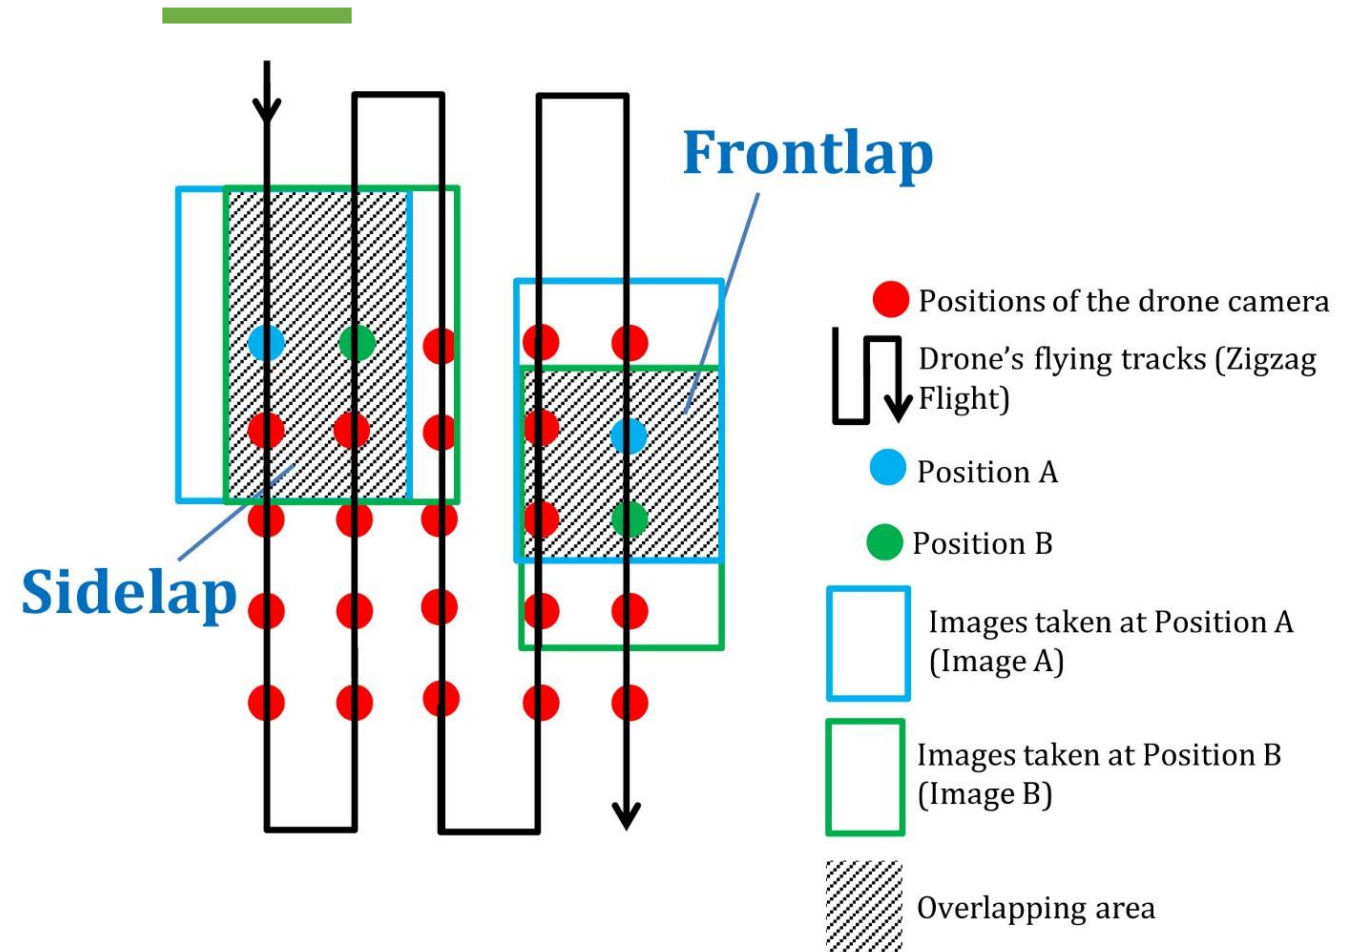 Frontlap
Sidelap
Positions of the drone camera
Drone’s flying tracks (Zigzag
Flight)
Position A
Position B
Images taken at Position A
(Image A)
Images taken at Position B
(Image B)
Overlapping area